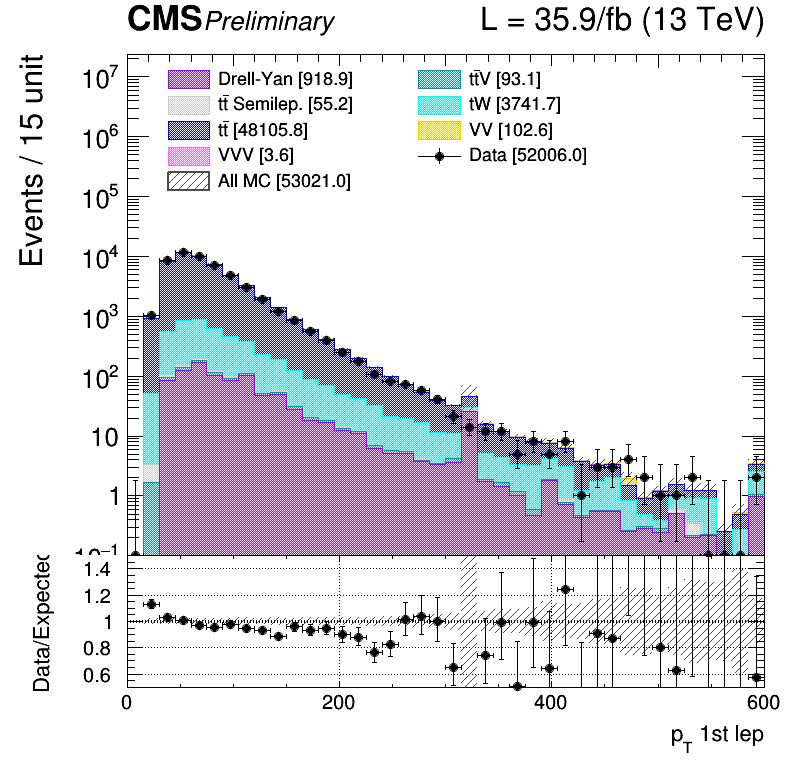 CMS Preliminary L = 35.9/fb (13 TeV)
Events / 15 unit
10⁷
10⁶
10⁵
10⁴
10³
10²
10
1
10⁻¹
Drell-Yan [918.9]
tt̄ Semilep. [55.2]
tt̄ [48105.8]
VVV [3.6]
All MC [53021.0]
tt̄V [93.1]
tW [3741.7]
VV [102.6]
Data [52006.0]
Data/Expected
1.4
1.2
1
0.8
0.6
0 200 400 600
p_T 1st lep